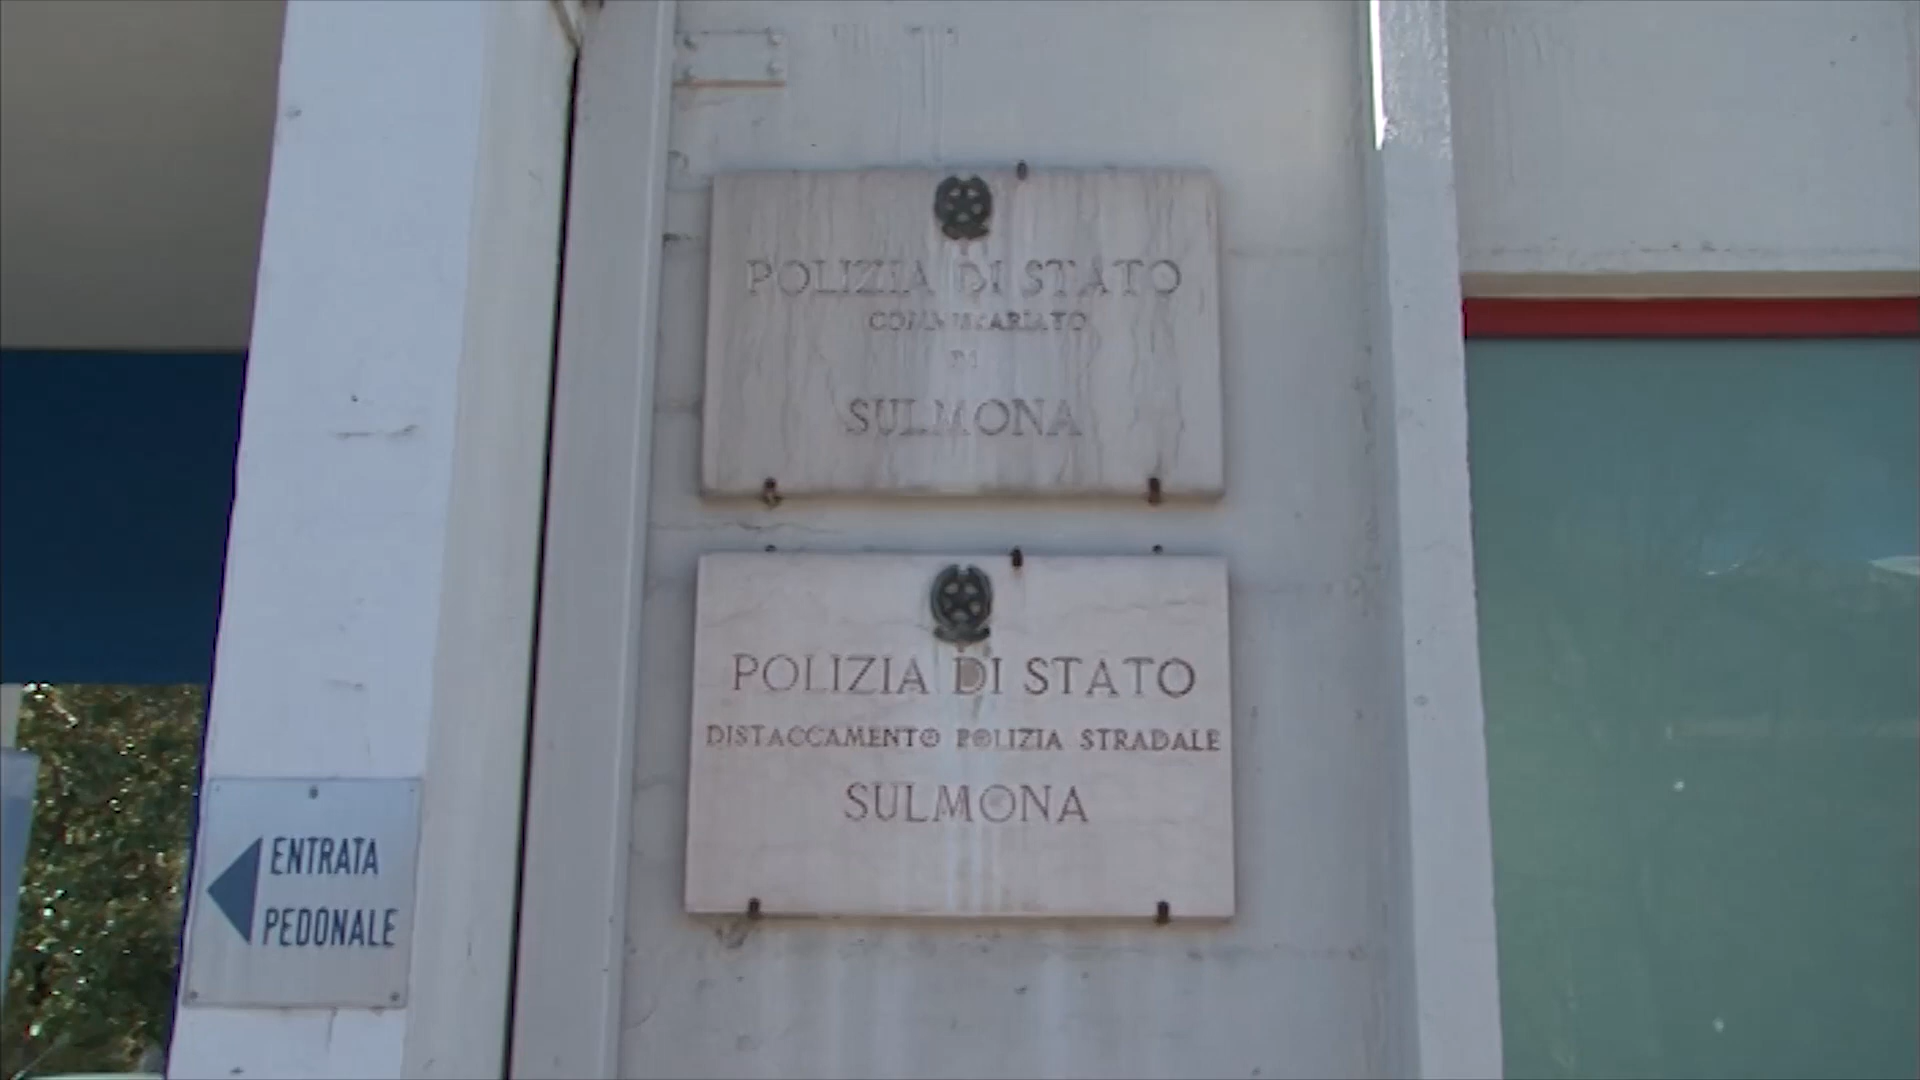 POLIZIA DI STATO
COMMISSARIATO
DI
SULMONA
POLIZIA DI STATO
DISTACCAMENTO POLIZIA STRADALE
SULMONA
ENTRATA
PEDONALE